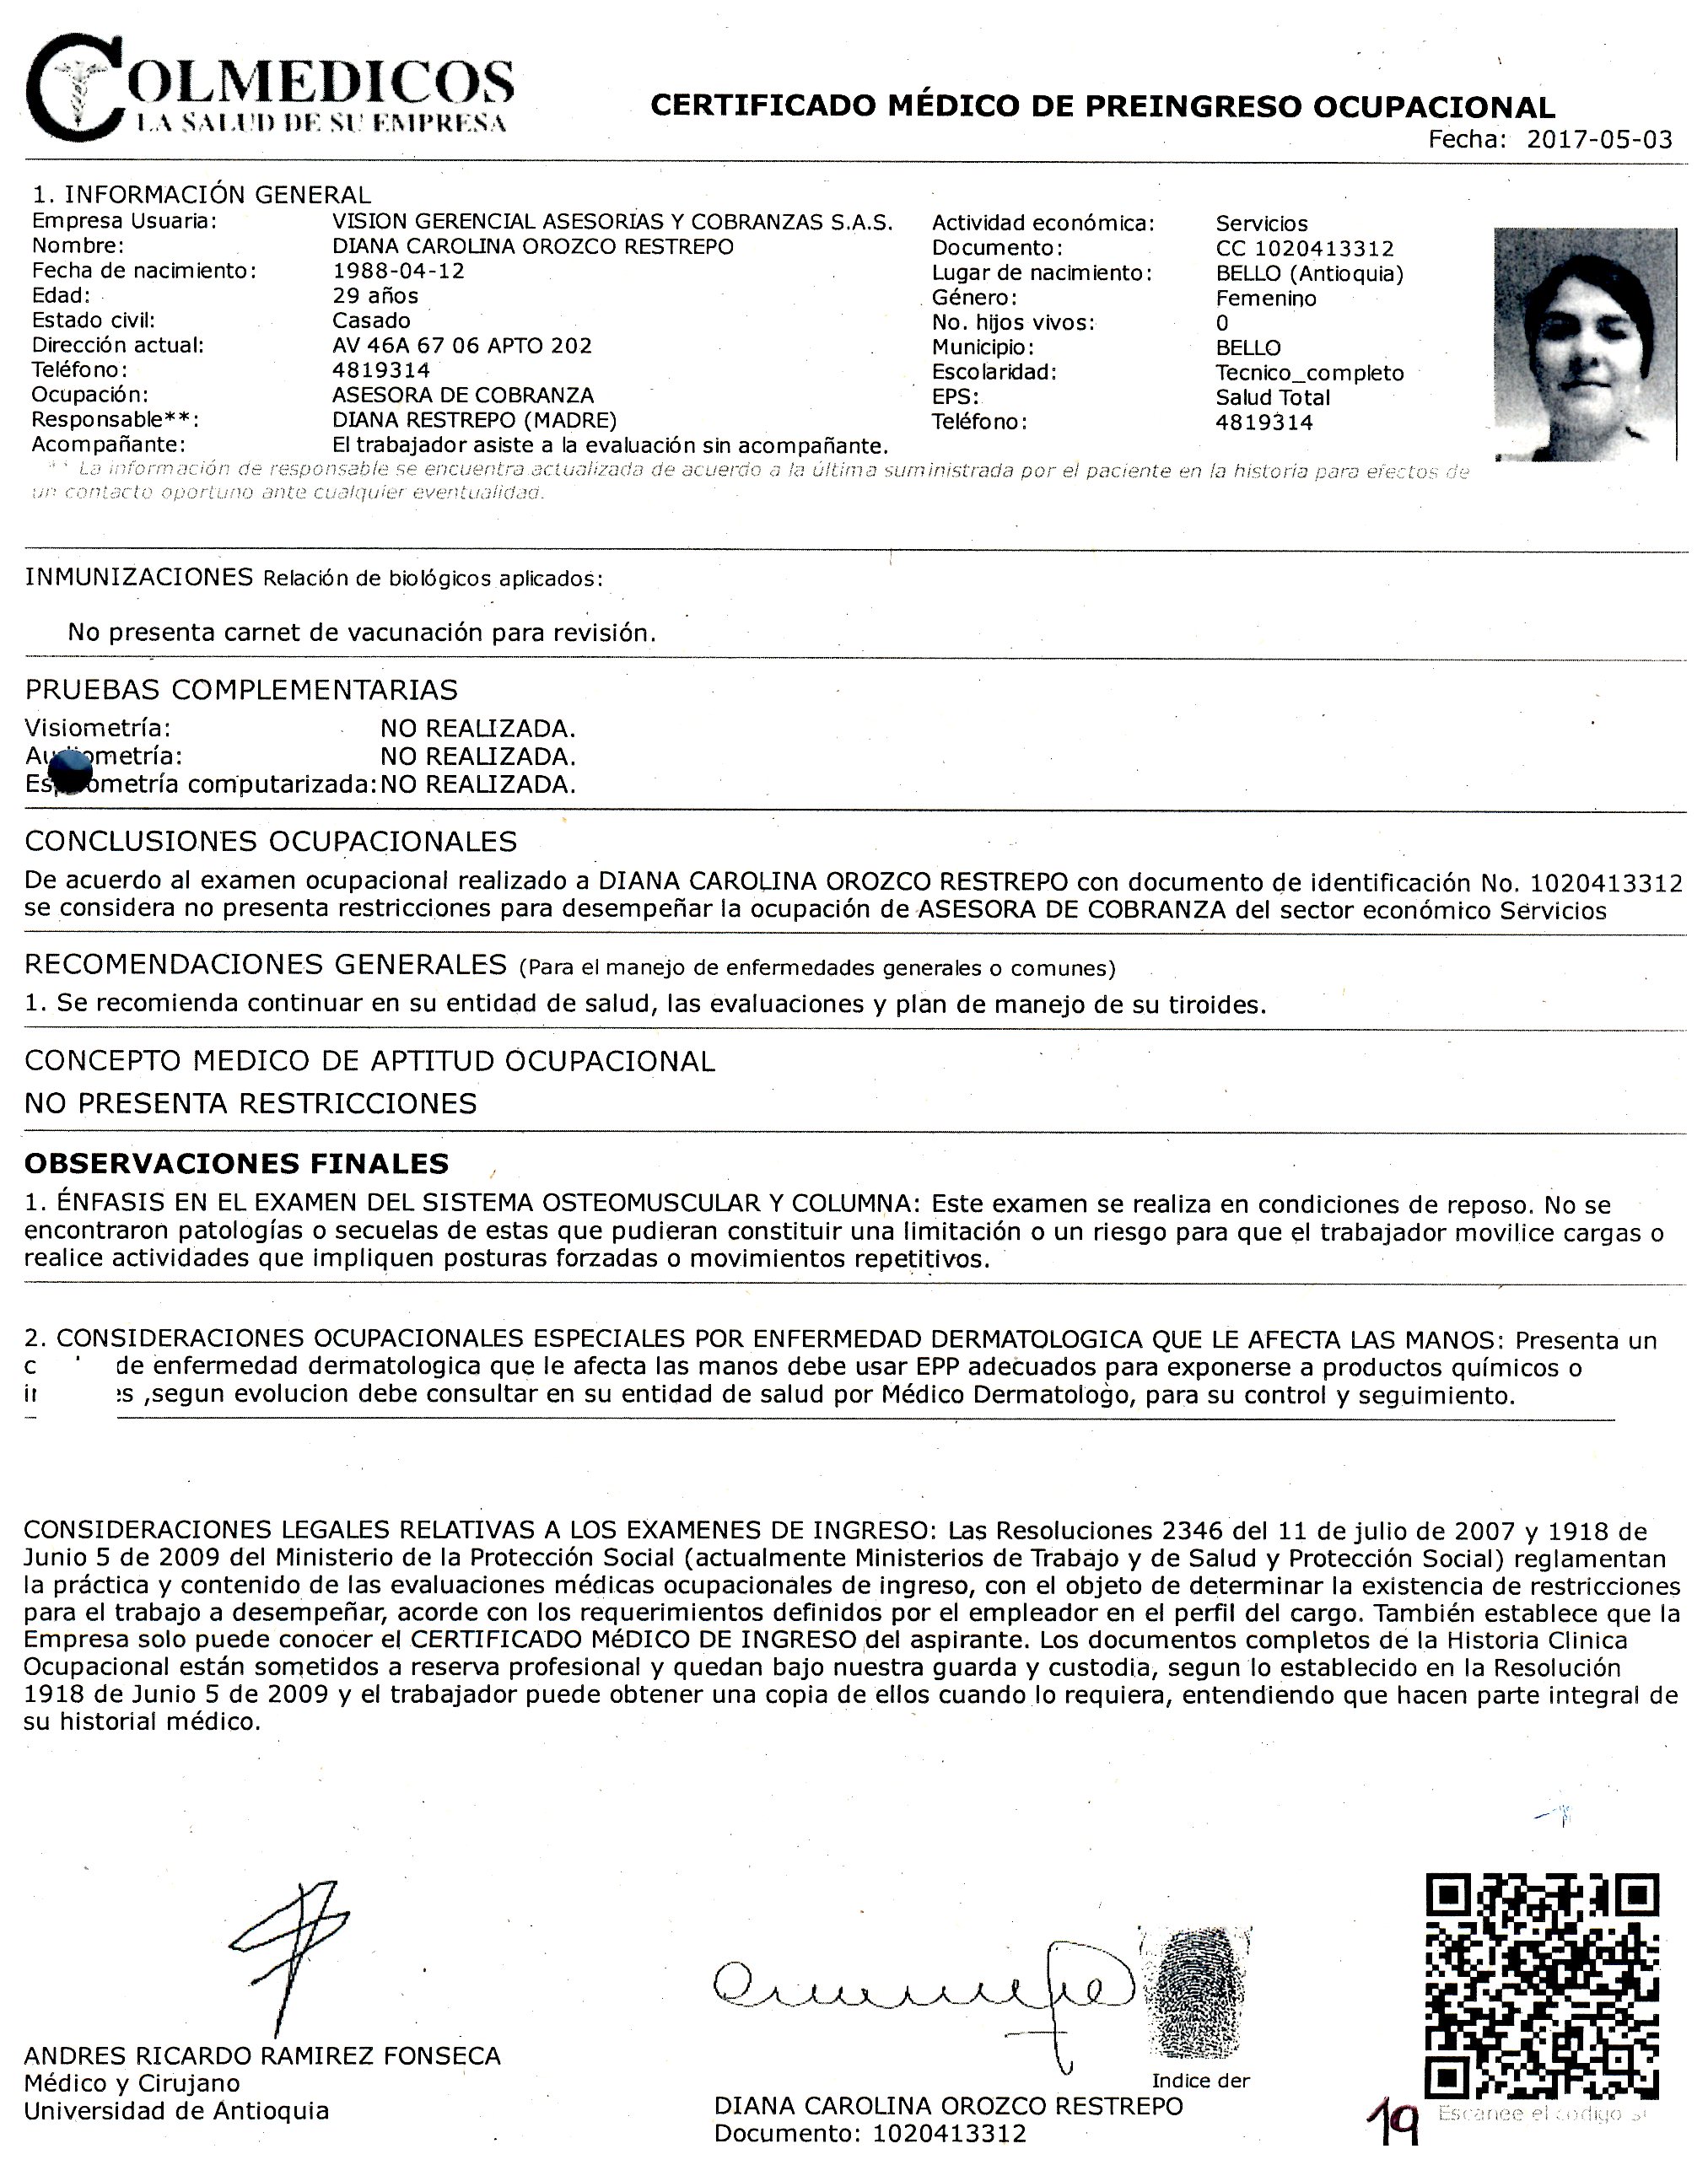 COLMEDICOS
LA SALUD DE SU EMPRESA
CERTIFICADO MÉDICO DE PREINGRESO OCUPACIONAL
Fecha: 2017-05-03
1. INFORMACIÓN GENERAL
Empresa Usuaria: VISION GERENCIAL ASESORIAS Y COBRANZAS S.A.S. Actividad económica: Servicios
Nombre: DIANA CAROLINA OROZCO RESTREPO Documento: CC 1020413312
Fecha de nacimiento: 1988-04-12 Lugar de nacimiento: BELLO (Antioquia)
Edad: 29 años Género: Femenino
Estado civil: Casado No. hijos vivos: 0
Dirección actual: AV 46A 67 06 APTO 202 Municipio: BELLO
Teléfono: 4819314 Escolaridad: Tecnico_completo
Ocupación: ASESORA DE COBRANZA EPS: Salud Total
Responsable**: DIANA RESTREPO (MADRE) Teléfono: 4819314
Acompañante: El trabajador asiste a la evaluación sin acompañante.
** La información de responsable se encuentra actualizada de acuerdo a la última suministrada por el paciente en la historia para efectos de
un contacto oportuno ante cualquier eventualidad.
INMUNIZACIONES Relación de biológicos aplicados:
No presenta carnet de vacunación para revisión.
PRUEBAS COMPLEMENTARIAS
Visiometría: NO REALIZADA.
Au ometría: NO REALIZADA.
Es ometría computarizada: NO REALIZADA.
CONCLUSIONES OCUPACIONALES
De acuerdo al examen ocupacional realizado a DIANA CAROLINA OROZCO RESTREPO con documento de identificación No. 1020413312
se considera no presenta restricciones para desempeñar la ocupación de ASESORA DE COBRANZA del sector económico Servicios
RECOMENDACIONES GENERALES (Para el manejo de enfermedades generales o comunes)
1. Se recomienda continuar en su entidad de salud, las evaluaciones y plan de manejo de su tiroides.
CONCEPTO MEDICO DE APTITUD OCUPACIONAL
NO PRESENTA RESTRICCIONES
OBSERVACIONES FINALES
1. ÉNFASIS EN EL EXAMEN DEL SISTEMA OSTEOMUSCULAR Y COLUMNA: Este examen se realiza en condiciones de reposo. No se
encontraron patologías o secuelas de estas que pudieran constituir una limitación o un riesgo para que el trabajador movilice cargas o
realice actividades que impliquen posturas forzadas o movimientos repetitivos.
2. CONSIDERACIONES OCUPACIONALES ESPECIALES POR ENFERMEDAD DERMATOLOGICA QUE LE AFECTA LAS MANOS: Presenta un
c de enfermedad dermatologica que le afecta las manos debe usar EPP adecuados para exponerse a productos químicos o
s ,segun evolucion debe consultar en su entidad de salud por Médico Dermatologo, para su control y seguimiento.
CONSIDERACIONES LEGALES RELATIVAS A LOS EXAMENES DE INGRESO: Las Resoluciones 2346 del 11 de julio de 2007 y 1918 de
Junio 5 de 2009 del Ministerio de la Protección Social (actualmente Ministerios de Trabajo y de Salud y Protección Social) reglamentan
la práctica y contenido de las evaluaciones médicas ocupacionales de ingreso, con el objeto de determinar la existencia de restricciones
para el trabajo a desempeñar, acorde con los requerimientos definidos por el empleador en el perfil del cargo. También establece que la
Empresa solo puede conocer el CERTIFICADO MéDICO DE INGRESO del aspirante. Los documentos completos de la Historia Clinica
Ocupacional están sometidos a reserva profesional y quedan bajo nuestra guarda y custodia, segun lo establecido en la Resolución
1918 de Junio 5 de 2009 y el trabajador puede obtener una copia de ellos cuando lo requiera, entendiendo que hacen parte integral de
su historial médico.
ANDRES RICARDO RAMIREZ FONSECA
Médico y Cirujano
Universidad de Antioquia
Indice der
DIANA CAROLINA OROZCO RESTREPO
Documento: 1020413312
19
Escanee el codigo